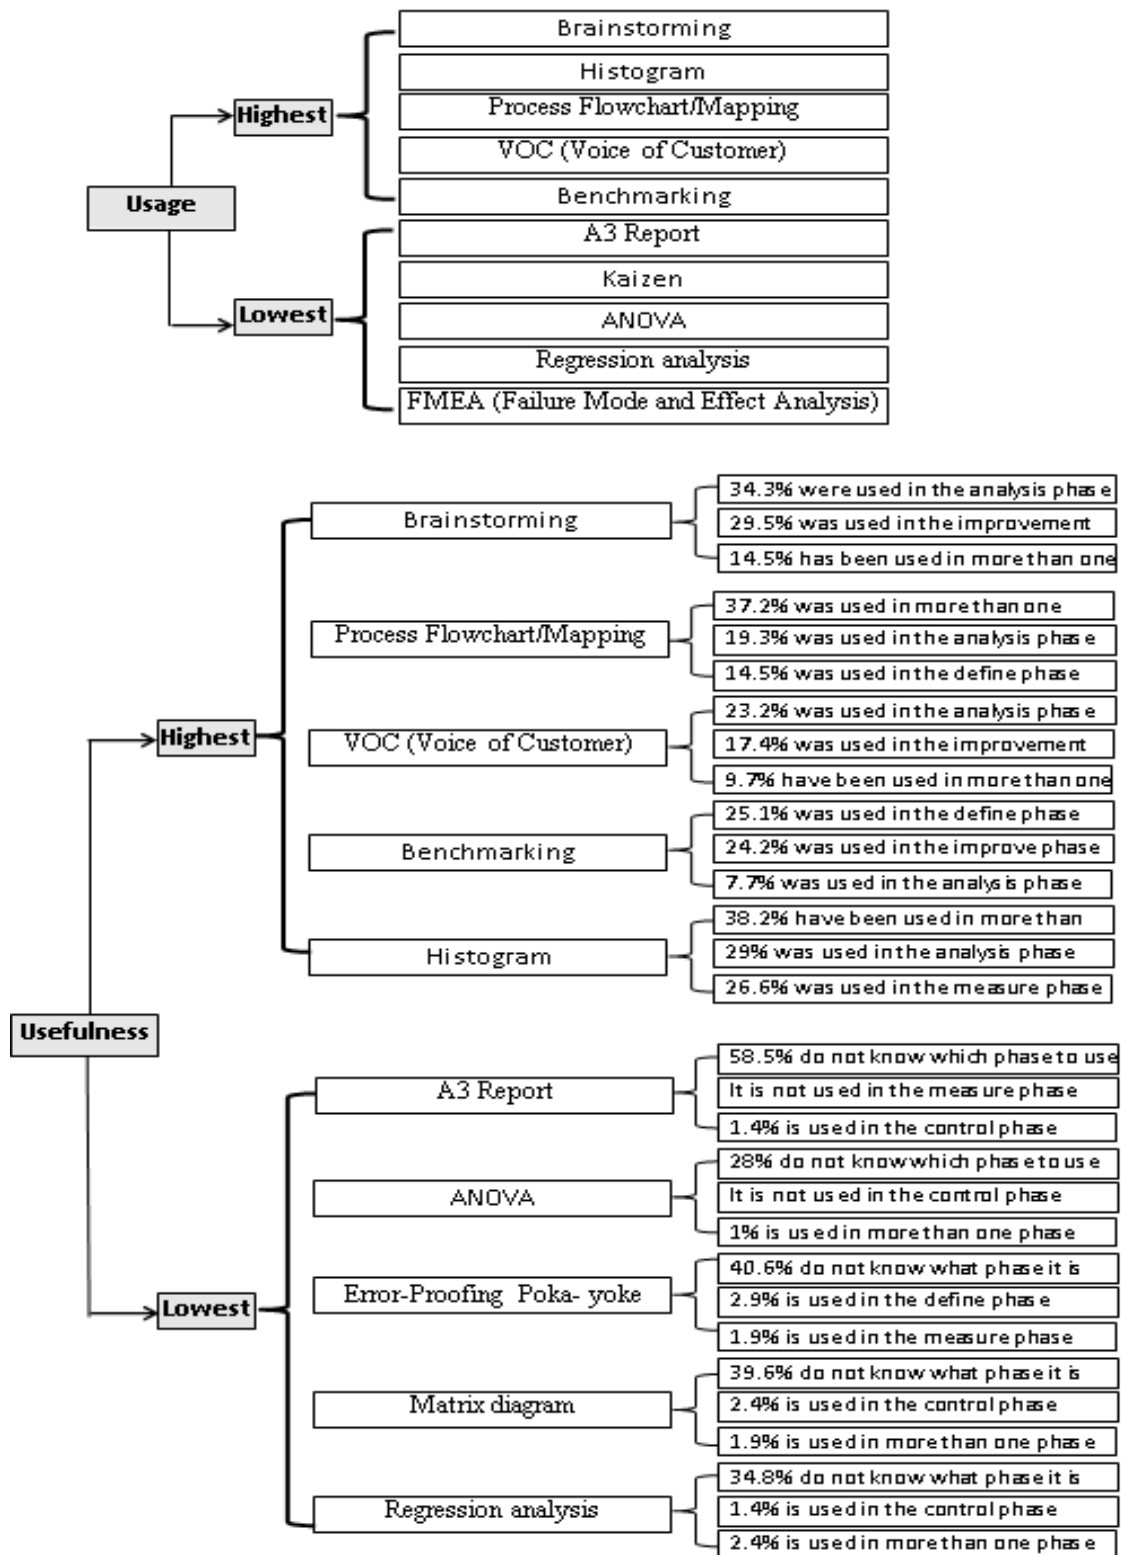 Brainstorming
Histogram
Process Flowchart/Mapping
VOC (Voice of Customer)
Benchmarking
Highest
Usage
Lowest
A3 Report
Kaizen
ANOVA
Regression analysis
FMEA (Failure Mode and Effect Analysis)
Usefulness
Highest
Brainstorming
34.3% were used in the analysis phase
29.5% was used in the improvement
14.5% has been used in more than one
Process Flowchart/Mapping
37.2% was used in more than one
19.3% was used in the analysis phase
14.5% was used in the define phase
VOC (Voice of Customer)
23.2% was used in the analysis phase
17.4% was used in the improvement
9.7% have been used in more than one
Benchmarking
25.1% was used in the define phase
24.2% was used in the improve phase
7.7% was used in the analysis phase
Histogram
38.2% have been used in more than
29% was used in the analysis phase
26.6% was used in the measure phase
Lowest
A3 Report
58.5% do not know which phase to use
It is not used in the measure phase
1.4% is used in the control phase
ANOVA
28% do not know which phase to use
It is not used in the control phase
1% is used in more than one phase
Error-Proofing Poka- yoke
40.6% do not know what phase it is
2.9% is used in the define phase
1.9% is used in the measure phase
Matrix diagram
39.6% do not know what phase it is
2.4% is used in the control phase
1.9% is used in more than one phase
Regression analysis
34.8% do not know what phase it is
1.4% is used in the control phase
2.4% is used in more than one phase